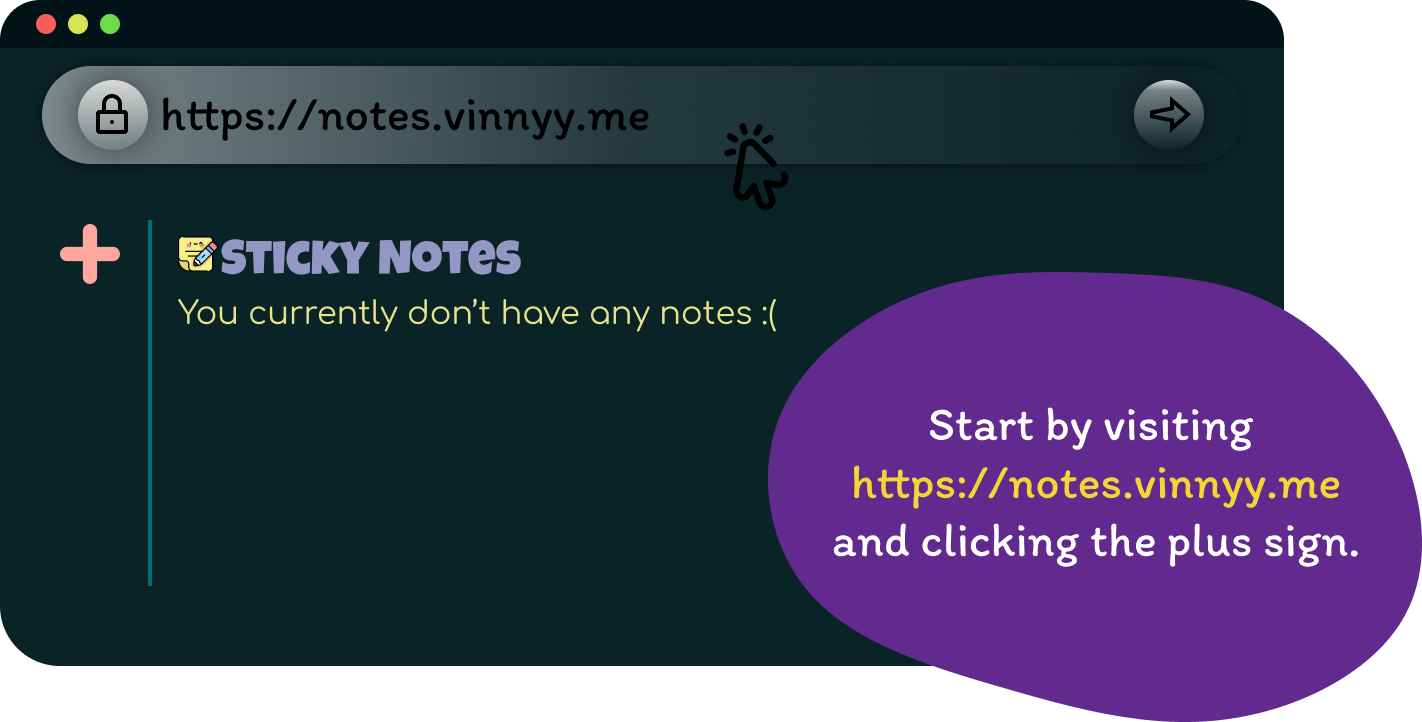 https://notes.vinnyy.me
STICKY NOTES
You currently don’t have any notes :(
Start by visiting
https://notes.vinnyy.me
and clicking the plus sign.